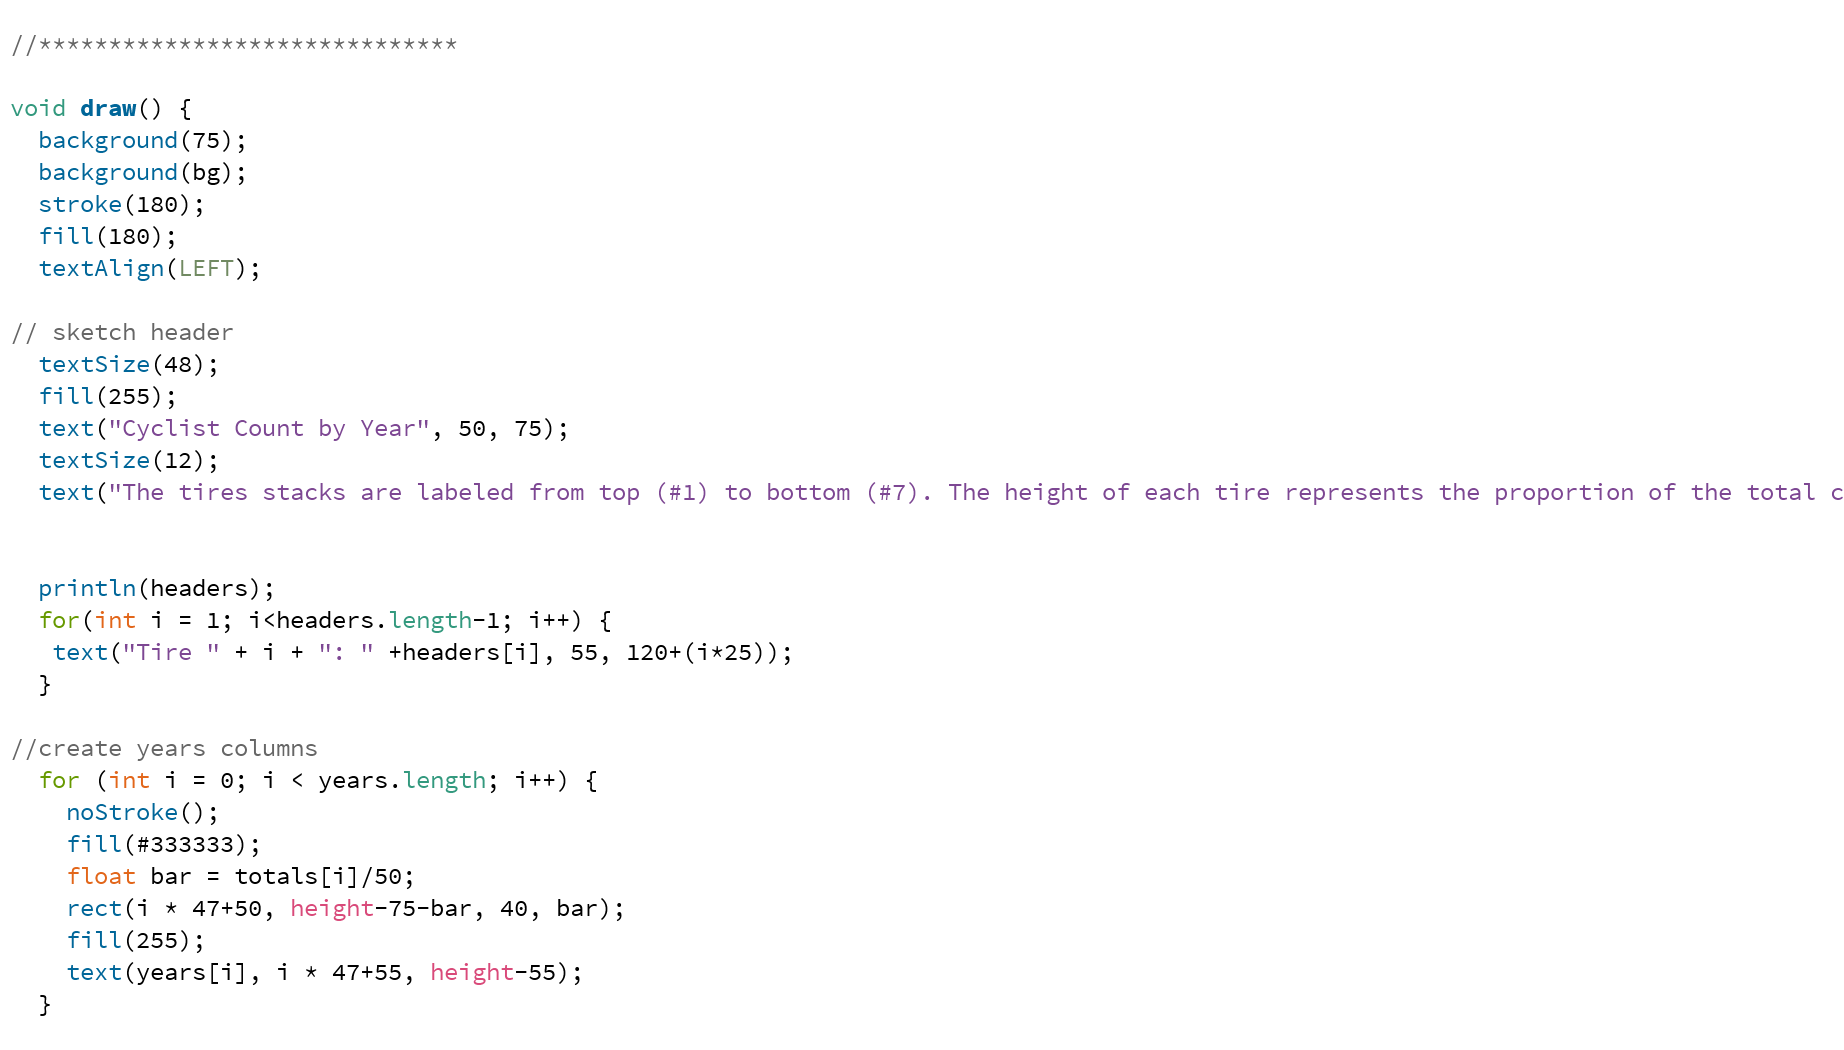 //******************************
void draw() {
  background(75);
  background(bg);
  stroke(180);
  fill(180);
  textAlign(LEFT);
// sketch header
  textSize(48);
  fill(255);
  text("Cyclist Count by Year", 50, 75);
  textSize(12);
  text("The tires stacks are labeled from top (#1) to bottom (#7). The height of each tire represents the proportion of the total c
  println(headers);
  for(int i = 1; i<headers.length-1; i++) {
   text("Tire " + i + ": " +headers[i], 55, 120+(i*25));
  }
//create years columns
  for (int i = 0; i < years.length; i++) {
    noStroke();
    fill(#333333);
    float bar = totals[i]/50;
    rect(i * 47+50, height-75-bar, 40, bar);
    fill(255);
    text(years[i], i * 47+55, height-55);
  }